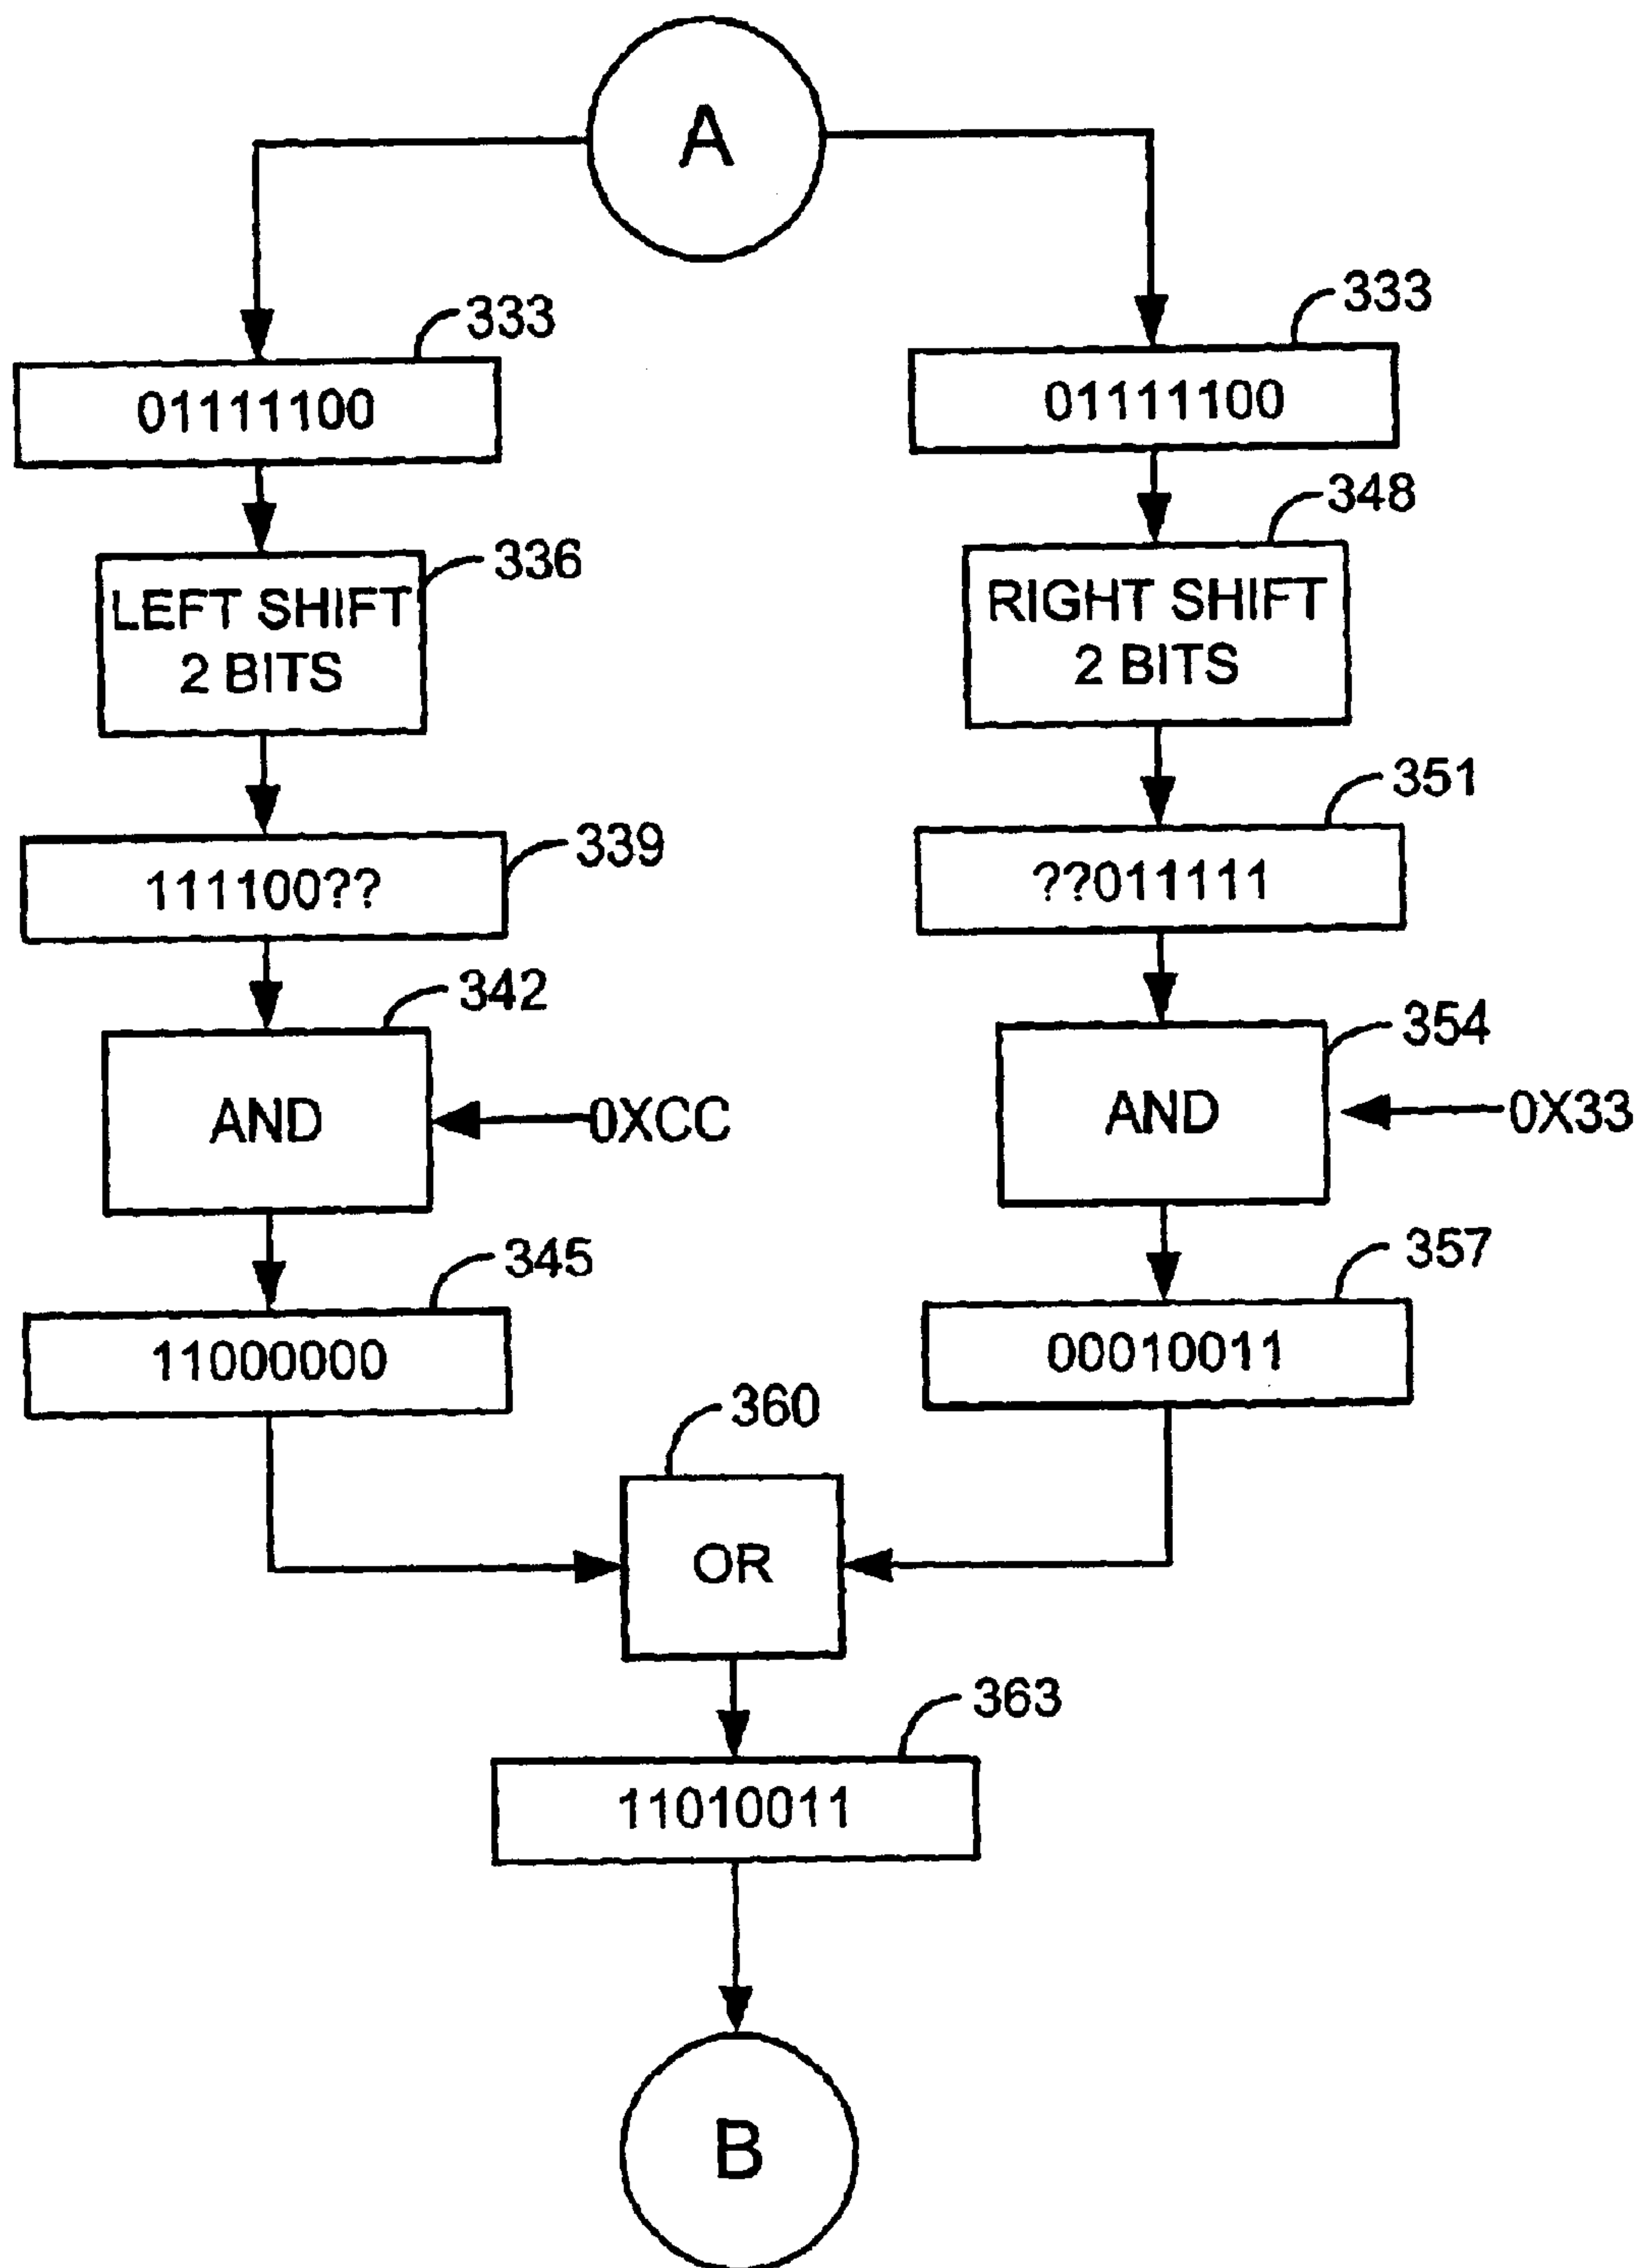 A
333
333
01111100
01111100
348
336
LEFT SHIFT
2 BITS
RIGHT SHIFT
2 BITS
351
339
111100??
??011111
342
354
AND
0XCC
AND
0X33
345
357
11000000
00010011
360
OR
363
11010011
B